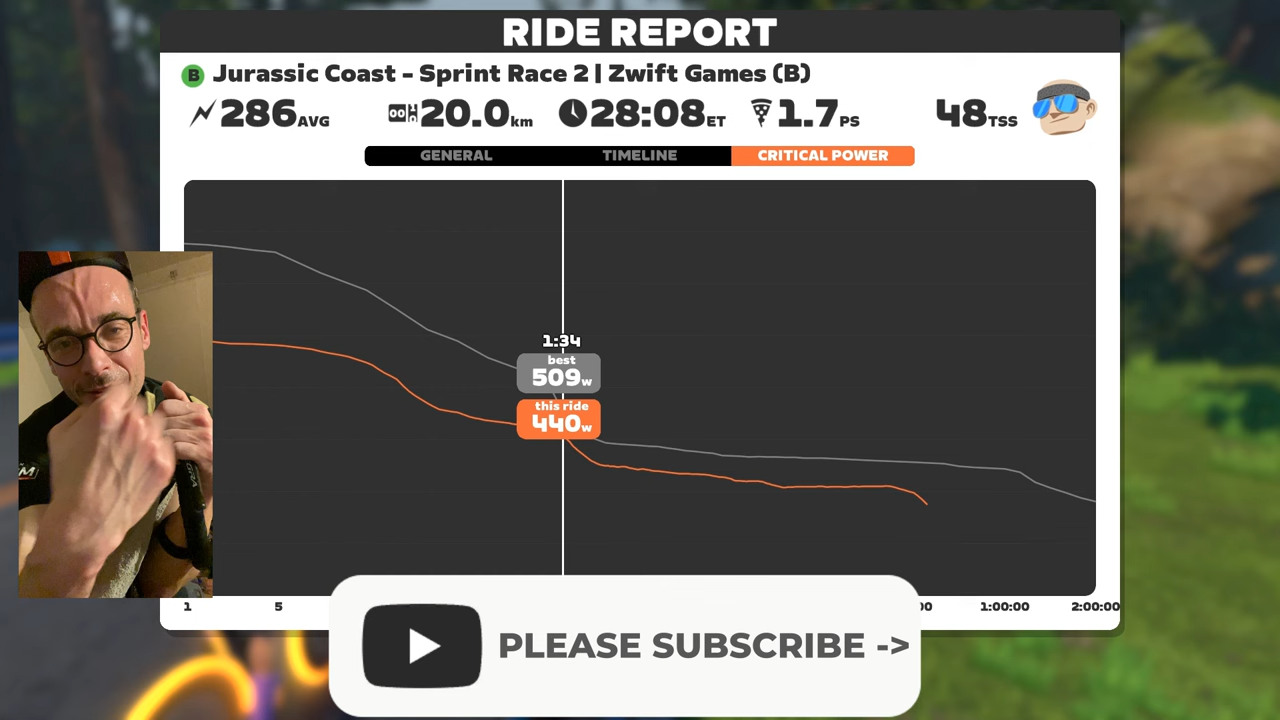 RIDE REPORT
B Jurassic Coast - Sprint Race 2 | Zwift Games (B)
286AVG 20.0km 28:08ET 1.7PS 48TSS
GENERAL TIMELINE CRITICAL POWER
1:34
best
509w
this ride
440w
1 5 00 1:00:00 2:00:00
PLEASE SUBSCRIBE ->